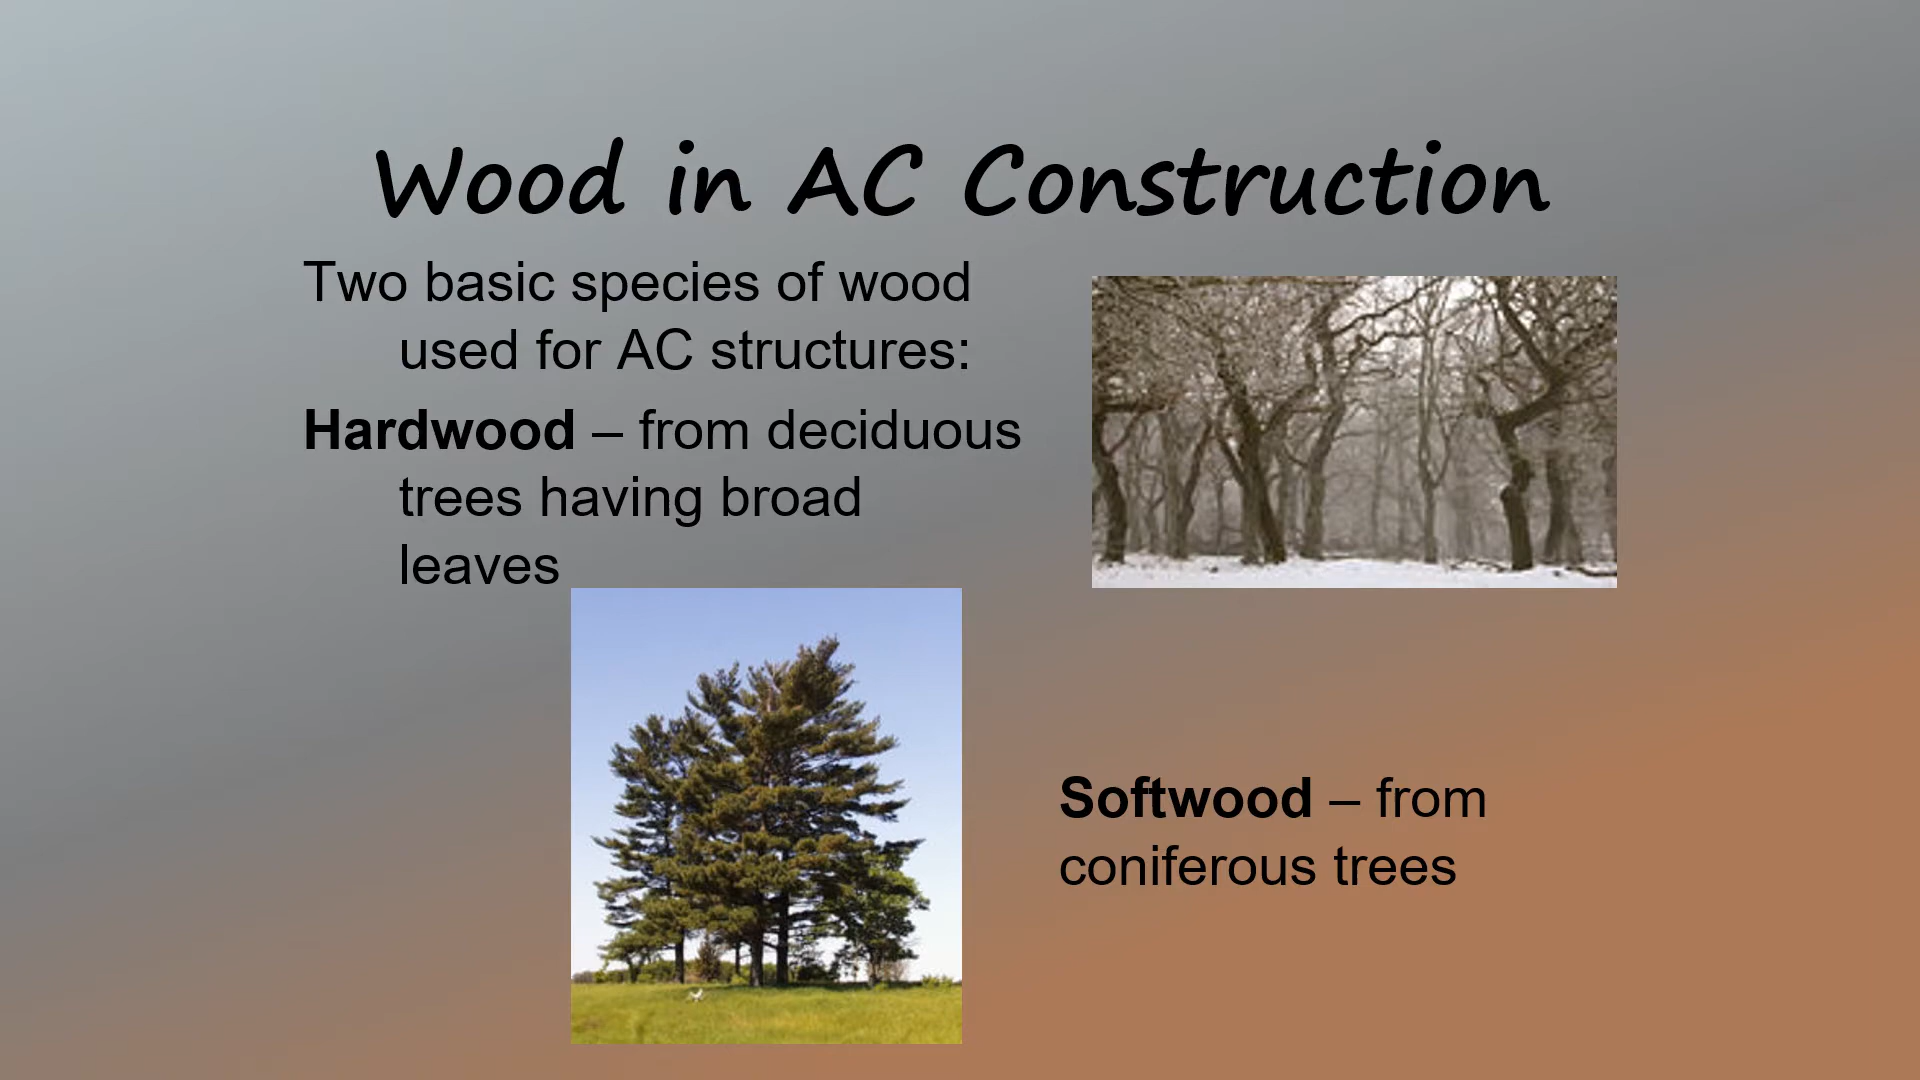 Wood in AC Construction
Two basic species of wood
used for AC structures:
Hardwood – from deciduous
trees having broad
leaves
Softwood – from
coniferous trees